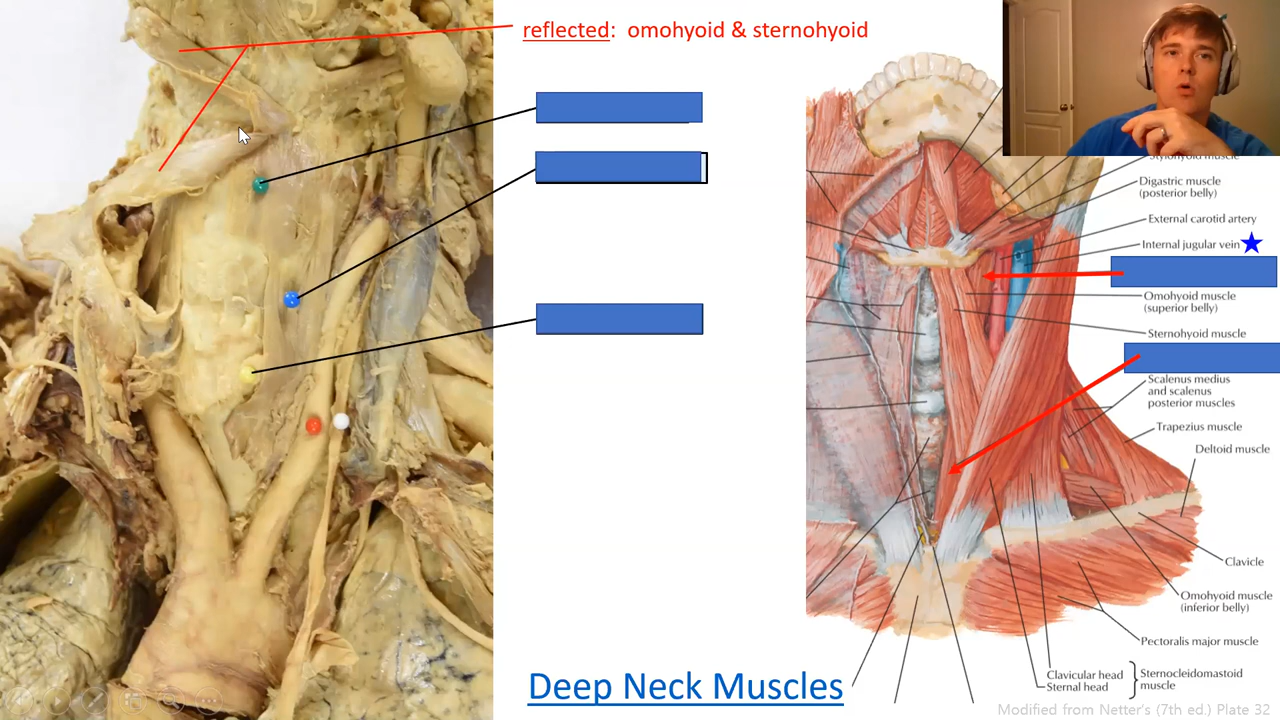 reflected: omohyoid & sternohyoid
Stylohyoid muscle
Digastric muscle
(posterior belly)
External carotid artery
Internal jugular vein
Omohyoid muscle
(superior belly)
Sternohyoid muscle
Scalenus medius
and scalenus
posterior muscles
Trapezius muscle
Deltoid muscle
Clavicle
Omohyoid muscle
(inferior belly)
Pectoralis major muscle
Clavicular head
Sternal head
Sternocleidomastoid
muscle
Deep Neck Muscles
Modified from Netter's (7th ed.) Plate 32